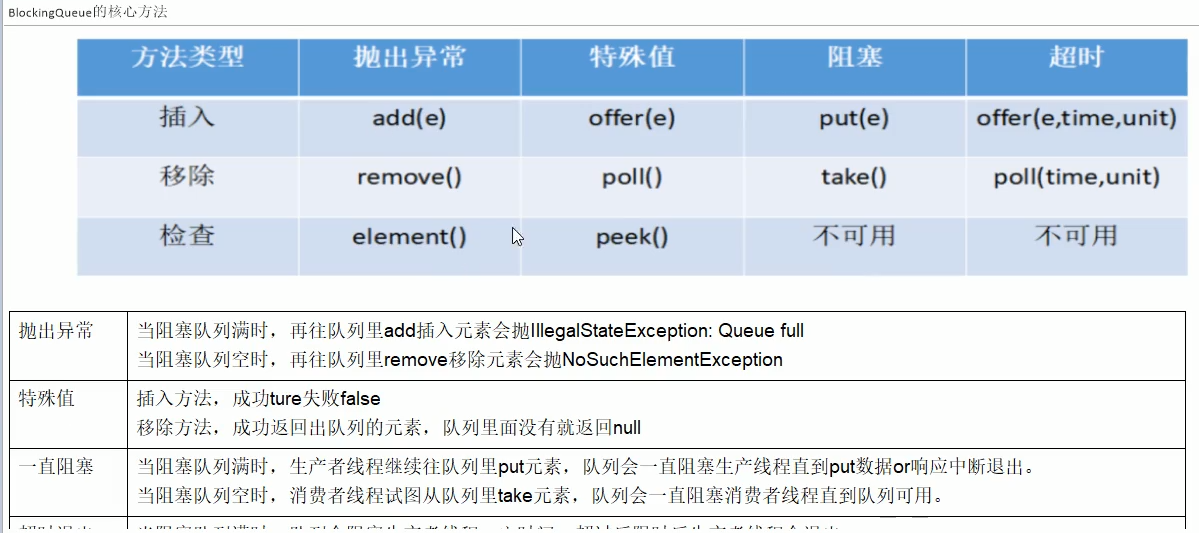 BlockingQueue的核心方法
方法类型 抛出异常 特殊值 阻塞 超时
插入 add(e) offer(e) put(e) offer(e,time,unit)
移除 remove() poll() take() poll(time,unit)
检查 element() peek() 不可用 不可用
抛出异常 当阻塞队列满时，再往队列里add插入元素会抛IllegalStateException: Queue full
当阻塞队列空时，再往队列里remove移除元素会抛NoSuchElementException
特殊值 插入方法，成功ture失败false
移除方法，成功返回出队列的元素，队列里面没有就返回null
一直阻塞 当阻塞队列满时，生产者线程继续往队列里put元素，队列会一直阻塞生产线程直到put数据or响应中断退出。
当阻塞队列空时，消费者线程试图从队列里take元素，队列会一直阻塞消费者线程直到队列可用。